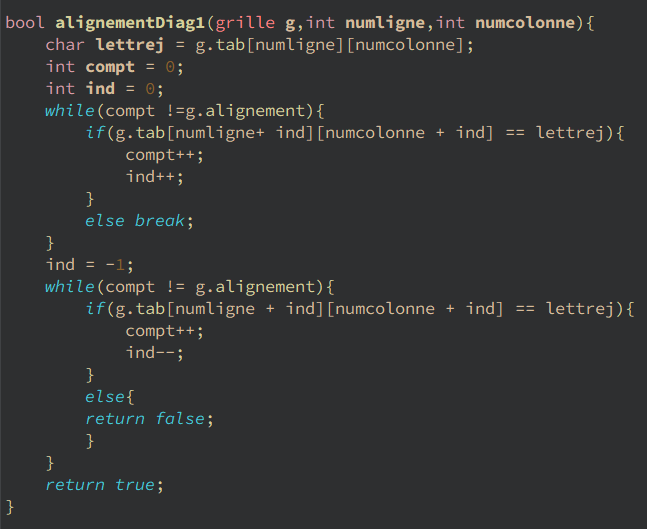 bool alignementDiag1(grille g,int numligne,int numcolonne){
    char lettrej = g.tab[numligne][numcolonne];
    int compt = 0;
    int ind = 0;
    while(compt !=g.alignement){
        if(g.tab[numligne+ ind][numcolonne + ind] == lettrej){
            compt++;
            ind++;
        }
        else break;
    }
    ind = -1;
    while(compt != g.alignement){
        if(g.tab[numligne + ind][numcolonne + ind] == lettrej){
            compt++;
            ind--;
        }
        else{
        return false;
        }
    }
    return true;
}